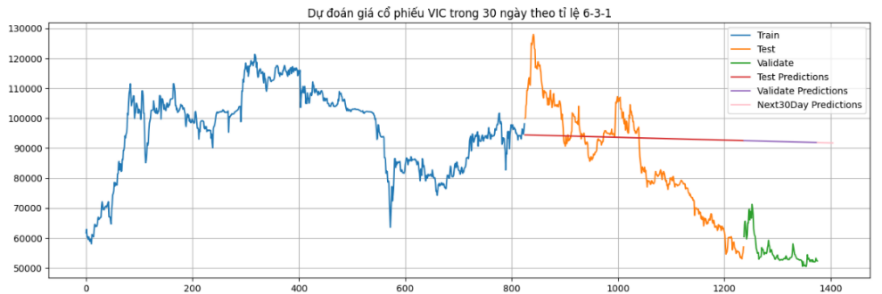 Dự đoán giá cổ phiếu VIC trong 30 ngày theo tỉ lệ 6-3-1
130000
120000
110000
100000
90000
80000
70000
60000
50000
0
200
400
600
800
1000
1200
1400
Train
Test
Validate
Test Predictions
Validate Predictions
Next30Day Predictions